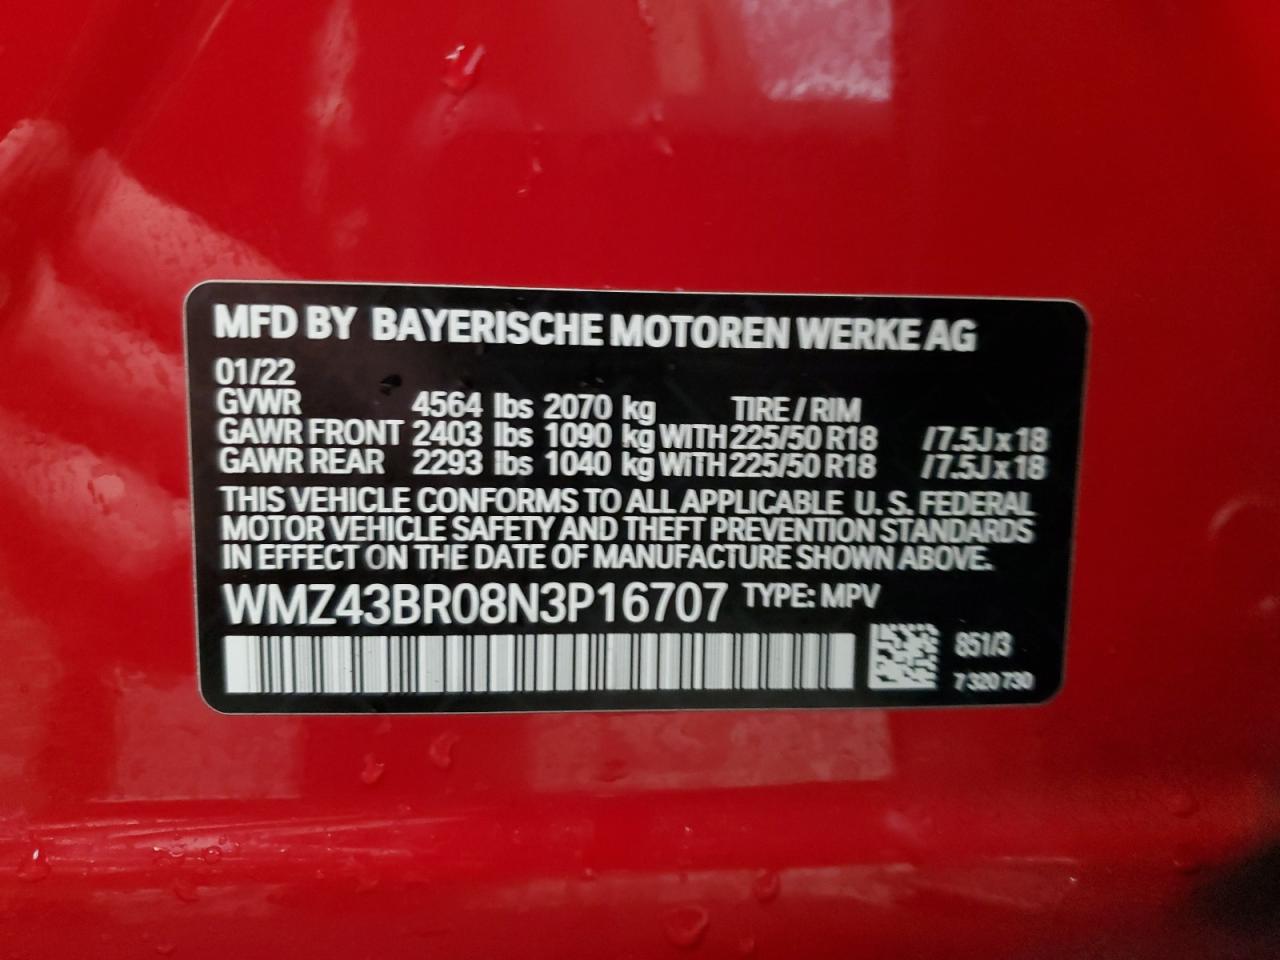 MFD BY BAYERISCHE MOTOREN WERKE AG
01/22
GVWR 4564 lbs 2070 kg TIRE / RIM
GAWR FRONT 2403 lbs 1090 kg WITH 225/50 R18 /7.5J x 18
GAWR REAR 2293 lbs 1040 kg WITH 225/50 R18 /7.5J x 18
THIS VEHICLE CONFORMS TO ALL APPLICABLE U.S. FEDERAL
MOTOR VEHICLE SAFETY AND THEFT PREVENTION STANDARDS
IN EFFECT ON THE DATE OF MANUFACTURE SHOWN ABOVE.
WMZ43BR08N3P16707 TYPE: MPV
851/3
7 320 730